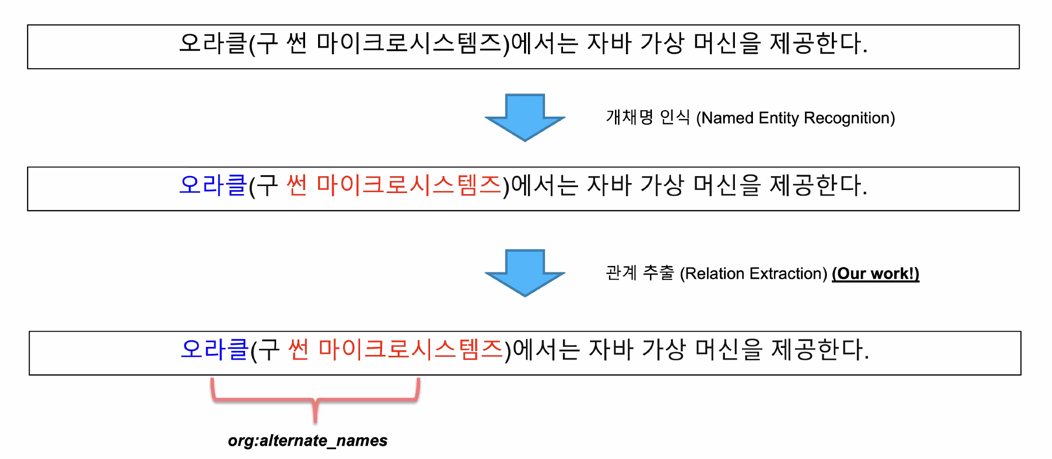 오라클(구 썬 마이크로시스템즈)에서는 자바 가상 머신을 제공한다.
개채명 인식 (Named Entity Recognition)
오라클(구 썬 마이크로시스템즈)에서는 자바 가상 머신을 제공한다.
관계 추출 (Relation Extraction) (Our work!)
오라클(구 썬 마이크로시스템즈)에서는 자바 가상 머신을 제공한다.
org:alternate_names